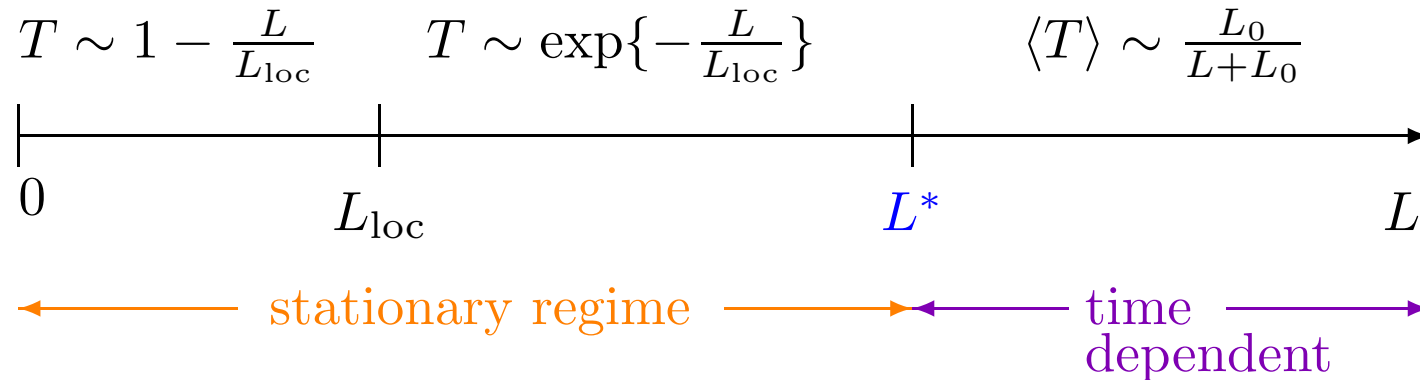 T ∼ 1 − L/L_loc    T ∼ exp{−L/L_loc}    ⟨T⟩ ∼ L_0/(L+L_0)
0    L_loc    L*    L
stationary regime    time
dependent